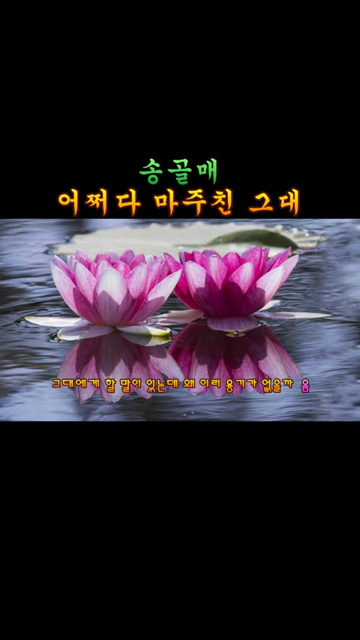 송골매
어쩌다 마주친 그대
그대에게 할 말이 있는데 왜 이리 용기가 없을까 음